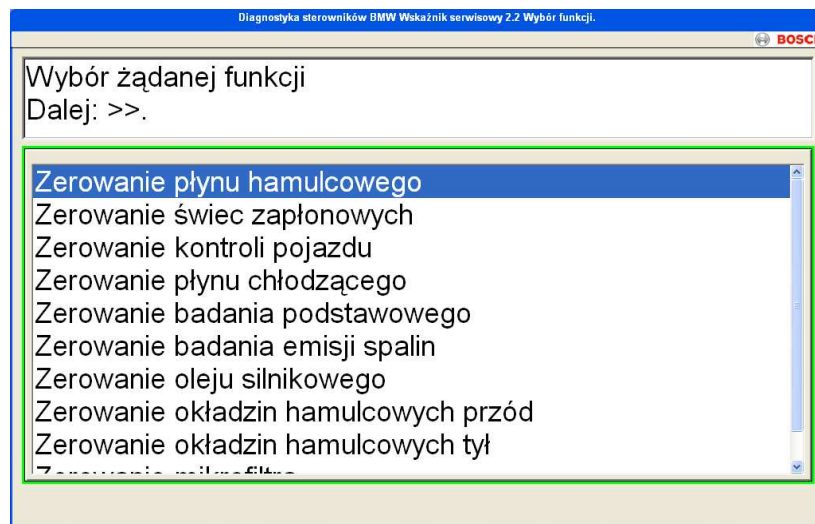 Diagnostyka sterowników BMW Wskaźnik serwisowy 2.2 Wybór funkcji.
BOSCH
Wybór żądanej funkcji
Dalej: >>.
Zerowanie płynu hamulcowego
Zerowanie świec zapłonowych
Zerowanie kontroli pojazdu
Zerowanie płynu chłodzącego
Zerowanie badania podstawowego
Zerowanie badania emisji spalin
Zerowanie oleju silnikowego
Zerowanie okładzin hamulcowych przód
Zerowanie okładzin hamulcowych tył
Zerowanie mikrofiltra